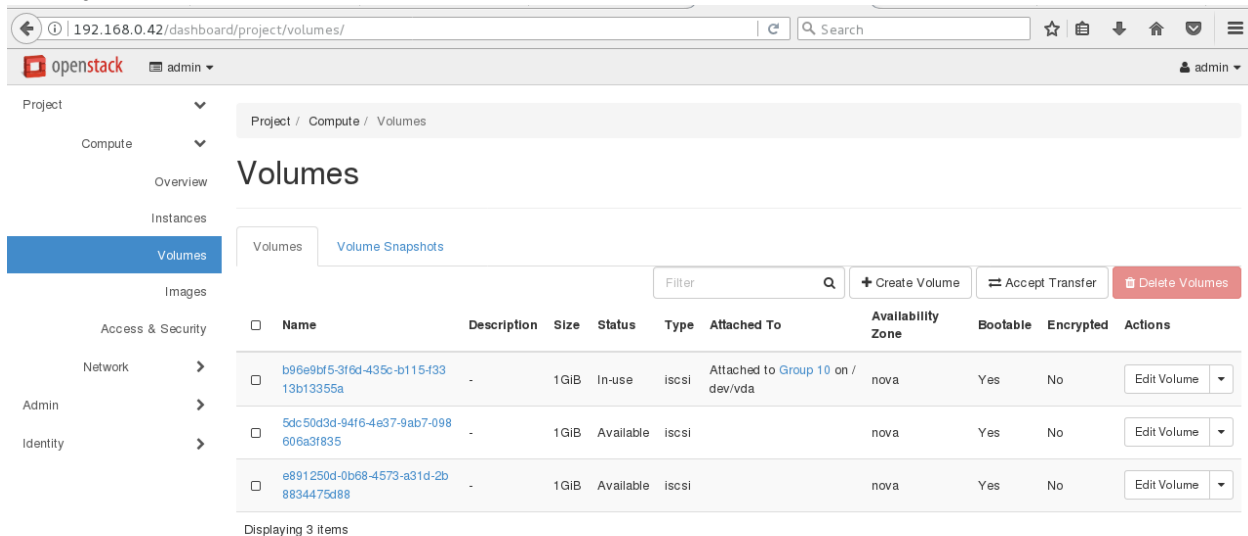 192.168.0.42/dashboard/project/volumes/
Search
openstack admin admin
Project
Compute
Overview
Instances
Volumes
Images
Access & Security
Network
Admin
Identity
Project / Compute / Volumes
Volumes
Volumes Volume Snapshots
Filter + Create Volume Accept Transfer Delete Volumes
Name Description Size Status Type Attached To Availability Zone Bootable Encrypted Actions
b96e9bf5-3f6d-435c-b115-f33
13b13355a - 1GiB In-use iscsi Attached to Group 10 on /
dev/vda nova Yes No Edit Volume
5dc50d3d-94f6-4e37-9ab7-098
606a3f835 - 1GiB Available iscsi nova Yes No Edit Volume
e891250d-0b68-4573-a31d-2b
8834475d88 - 1GiB Available iscsi nova Yes No Edit Volume
Displaying 3 items